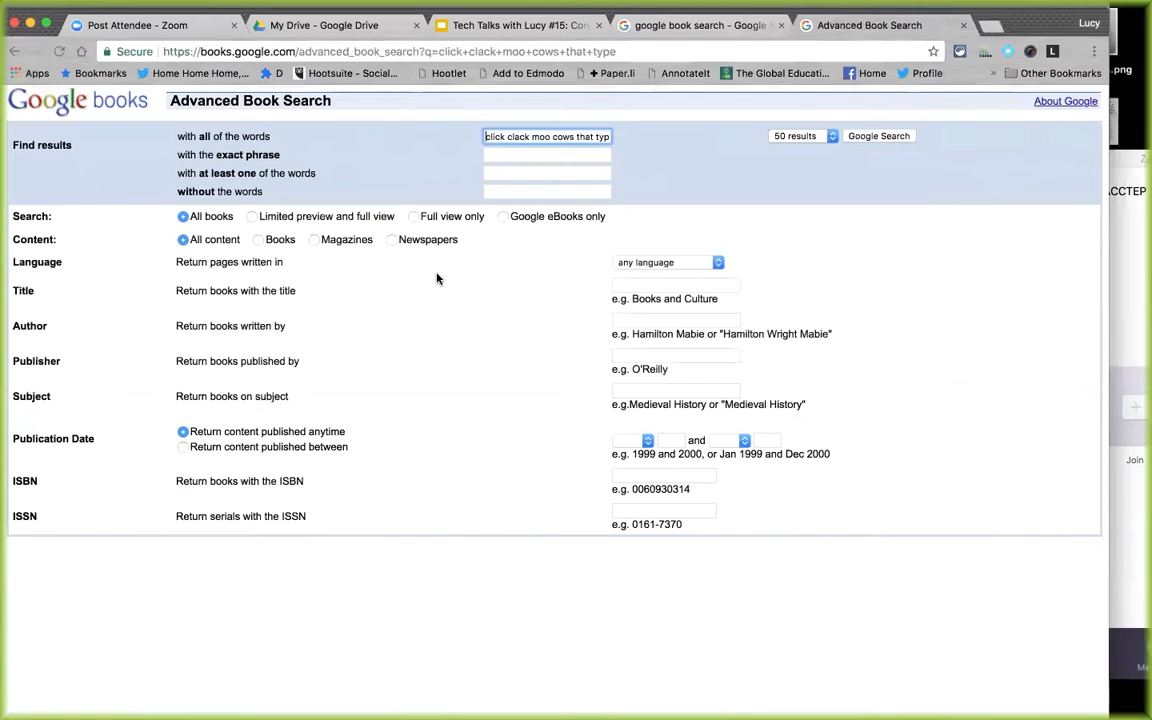 Post Attendee - Zoom
My Drive - Google Drive
Tech Talks with Lucy #15: Con
google book search - Google
Advanced Book Search
Lucy
Secure
https://books.google.com/advanced_book_search?q=click+clack+moo+cows+that+type
Apps
Bookmarks
Home Home Home,...
D
Hootsuite - Social...
Hootlet
Add to Edmodo
Paper.li
AnnotateIt
The Global Educati...
Home
Profile
»
Other Bookmarks
.png
Google books
Advanced Book Search
About Google
Find results
with all of the words
click clack moo cows that typ
50 results
Google Search
with the exact phrase
with at least one of the words
without the words
Search:
All books
Limited preview and full view
Full view only
Google eBooks only
Content:
All content
Books
Magazines
Newspapers
Language
Return pages written in
any language
Title
Return books with the title
e.g. Books and Culture
Author
Return books written by
e.g. Hamilton Mabie or "Hamilton Wright Mabie"
Publisher
Return books published by
e.g. O'Reilly
Subject
Return books on subject
e.g.Medieval History or "Medieval History"
Publication Date
Return content published anytime
Return content published between
and
e.g. 1999 and 2000, or Jan 1999 and Dec 2000
ISBN
Return books with the ISBN
e.g. 0060930314
ISSN
Return serials with the ISSN
e.g. 0161-7370
ACCTEP
Join